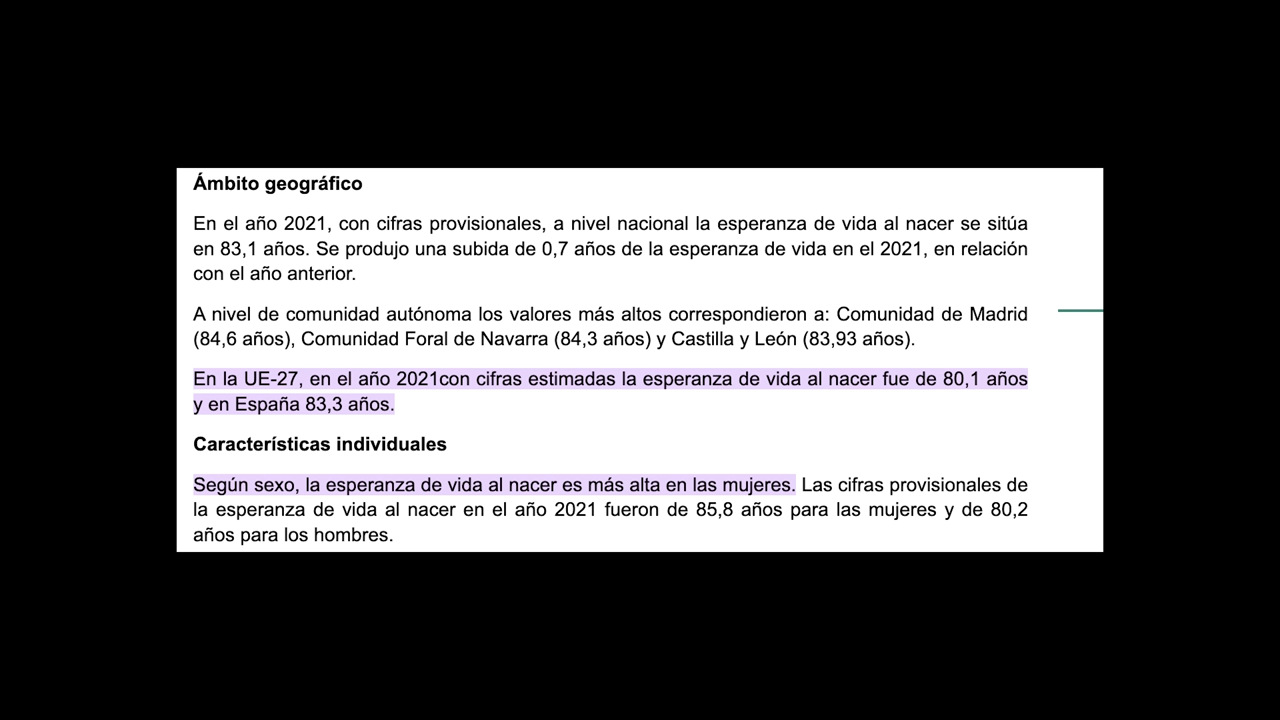 Ámbito geográfico
En el año 2021, con cifras provisionales, a nivel nacional la esperanza de vida al nacer se sitúa
en 83,1 años. Se produjo una subida de 0,7 años de la esperanza de vida en el 2021, en relación
con el año anterior.
A nivel de comunidad autónoma los valores más altos correspondieron a: Comunidad de Madrid
(84,6 años), Comunidad Foral de Navarra (84,3 años) y Castilla y León (83,93 años).
En la UE-27, en el año 2021con cifras estimadas la esperanza de vida al nacer fue de 80,1 años
y en España 83,3 años.
Características individuales
Según sexo, la esperanza de vida al nacer es más alta en las mujeres. Las cifras provisionales de
la esperanza de vida al nacer en el año 2021 fueron de 85,8 años para las mujeres y de 80,2
años para los hombres.